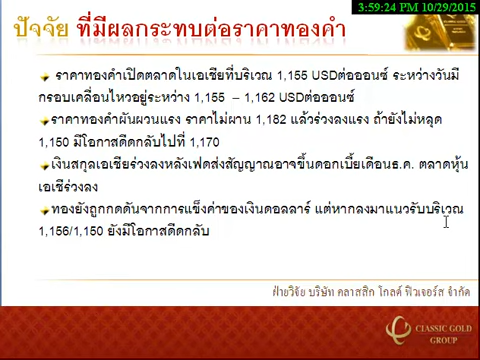 3:59:24 PM 10/29/2015
ปัจจัย ที่มีผลกระทบต่อราคาทองคำ
ราคาทองคำเปิดตลาดในเอเชียที่บริเวณ 1,155 USDต่อออนซ์ ระหว่างวันมี
กรอบเคลื่อนไหวอยู่ระหว่าง 1,155 – 1,162 USDต่อออนซ์
ราคาทองคำผันผวนแรง ราคาไม่ผ่าน 1,182 แล้วร่วงลงแรง ถ้ายังไม่หลุด
1,150 มีโอกาสดีดกลับไปที่ 1,170
เงินสกุลเอเชียร่วงลงหลังเฟดส่งสัญญาณอาจขึ้นดอกเบี้ยเดือนธ.ค. ตลาดหุ้น
เอเชีร่วงลง
ทองยังถูกกดดันจากการแข็งค่าของเงินดอลลาร์ แต่หากลงมาแนวรับบริเวณ
1,156/1,150 ยังมีโอกาสดีดกลับ
ฝ่ายวิจัย บริษัท คลาสสิก โกลด์ ฟิวเจอร์ส จำกัด
CLASSIC GOLD
GROUP